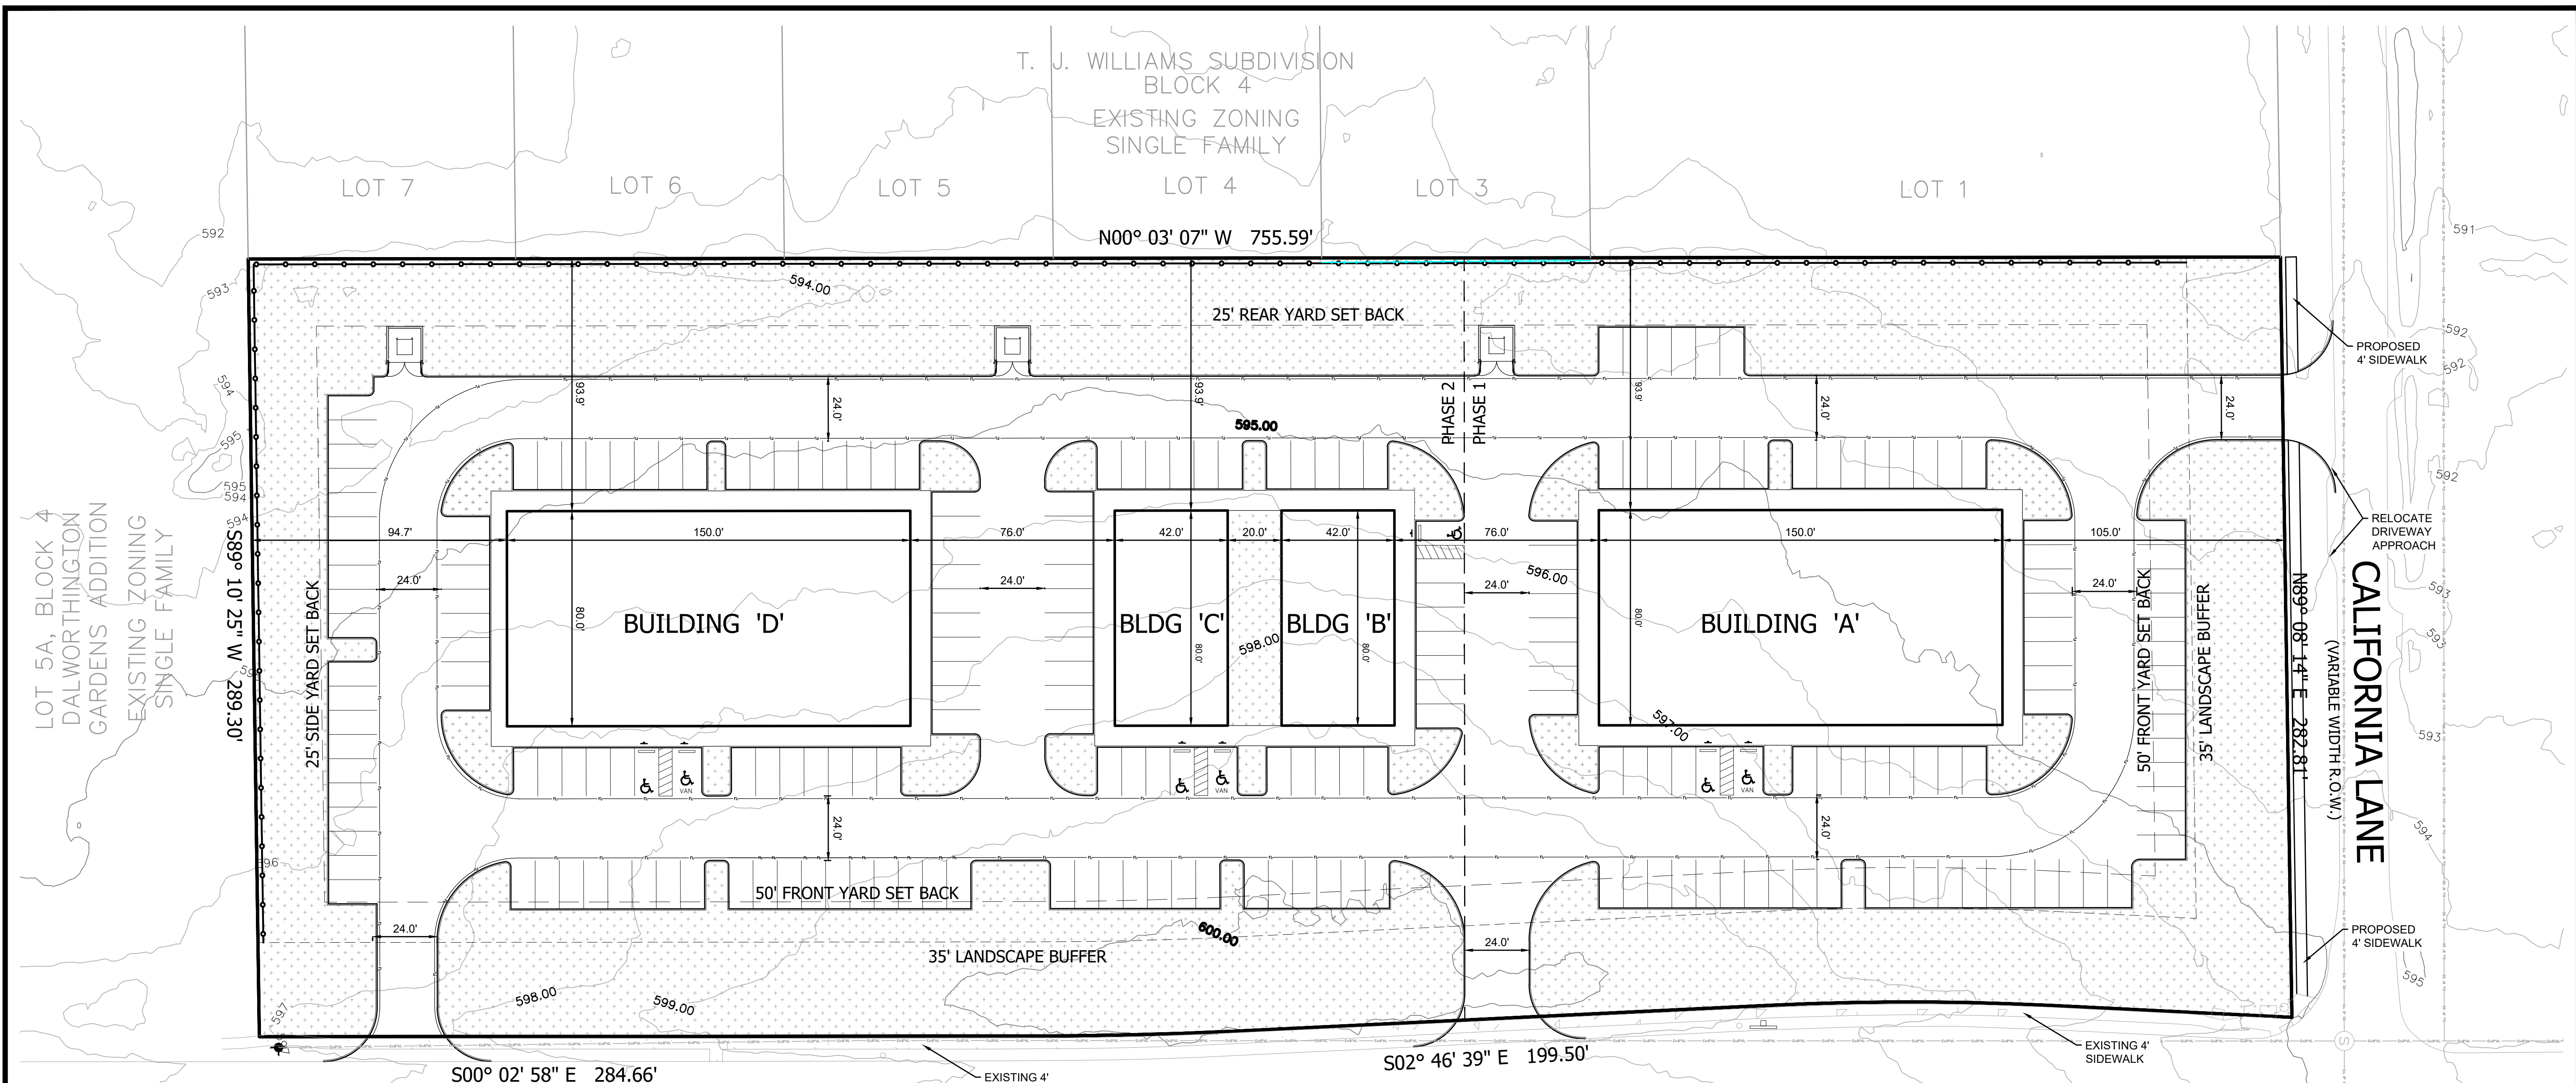 T. J. WILLIAMS SUBDIVISION
BLOCK 4
EXISTING ZONING
SINGLE FAMILY
LOT 7
LOT 6
LOT 5
LOT 4
LOT 3
LOT 1
592
591
N00° 03' 07" W 755.59'
593
594.00
25' REAR YARD SET BACK
592
PROPOSED
4' SIDEWALK
592
592
594
93.9'
93.9'
93.9'
24.0'
24.0'
24.0'
PHASE 2
PHASE 1
595.00
595
595
594
594
592
RELOCATE
DRIVEWAY
APPROACH
LOT 5A, BLOCK 4
DALWORTHINGTON
GARDENS ADDITION
EXISTING ZONING
SINGLE FAMILY
S89° 10' 25" W 289.30'
94.7'
150.0'
76.0'
42.0'
20.0'
42.0'
76.0'
150.0'
105.0'
24.0'
24.0'
24.0'
24.0'
596.00
593
25' SIDE YARD SET BACK
80.0'
BUILDING 'D'
BLDG 'C'
80.0'
BLDG 'B'
80.0'
598.00
80.0'
BUILDING 'A'
597.00
50' FRONT YARD SET BACK
35' LANDSCAPE BUFFER
N89° 08' 14" E 282.81'
(VARIABLE WIDTH R.O.W.)
CALIFORNIA LANE
593
593
VAN
VAN
VAN
24.0'
24.0'
594
596
50' FRONT YARD SET BACK
24.0'
600.00
24.0'
35' LANDSCAPE BUFFER
PROPOSED
4' SIDEWALK
595
597
598.00
599.00
S00° 02' 58" E 284.66'
EXISTING 4'
S02° 46' 39" E 199.50'
EXISTING 4'
SIDEWALK
S